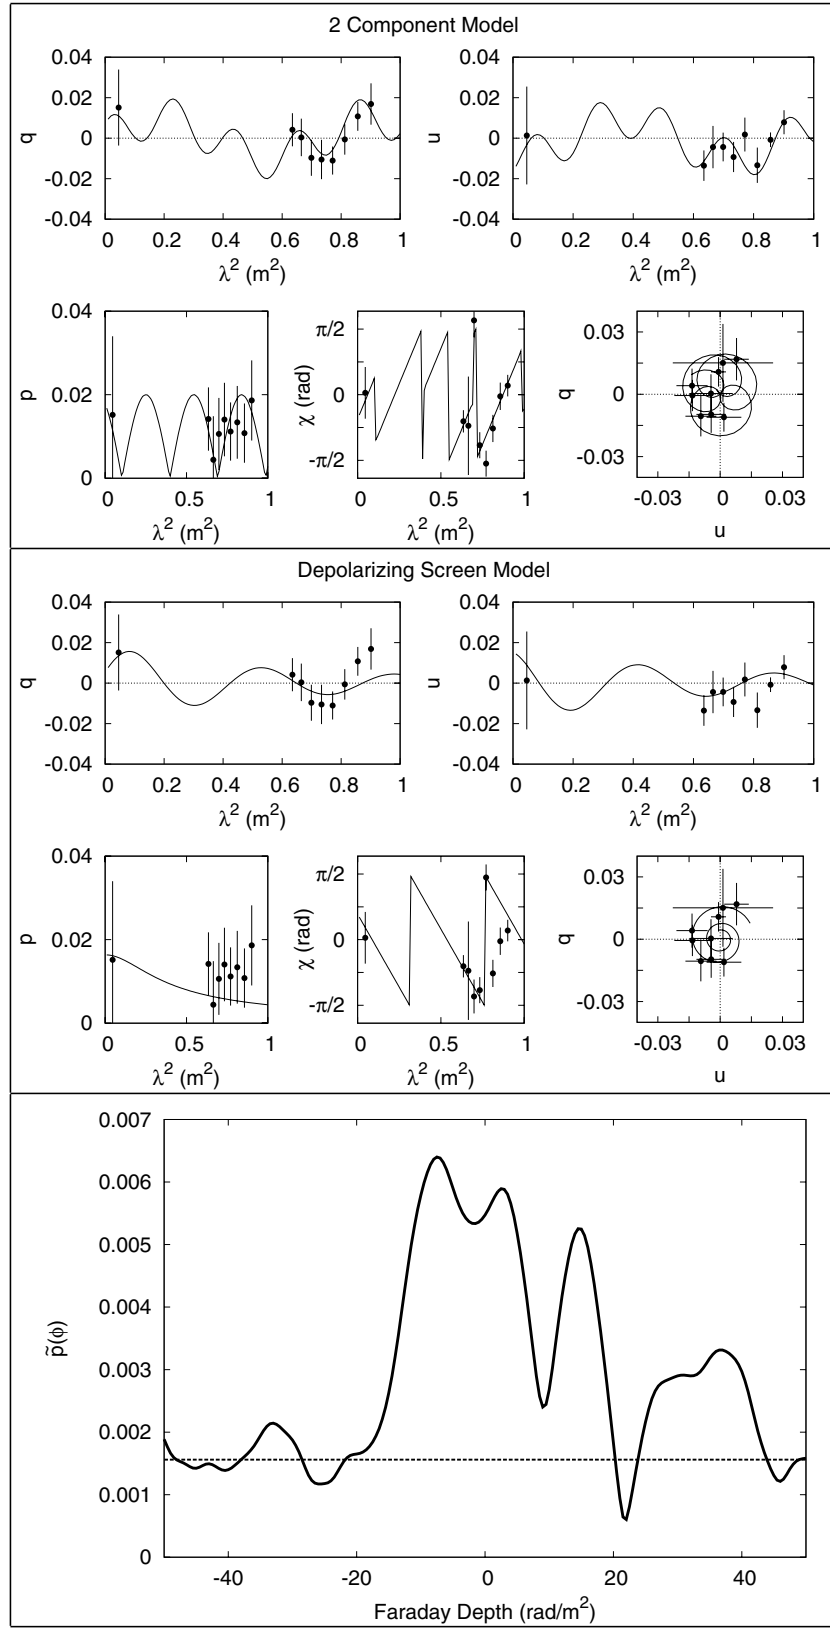 2 Component Model
0.04
0.02
0
-0.02
-0.04
q
0 0.2 0.4 0.6 0.8 1
λ² (m²)
0.04
0.02
0
-0.02
-0.04
u
0 0.2 0.4 0.6 0.8 1
λ² (m²)
0.04
0.02
0
p
0 0.5 1
λ² (m²)
π/2
0
-π/2
χ (rad)
0 0.5 1
λ² (m²)
0.03
0
-0.03
q
-0.03 0 0.03
u
Depolarizing Screen Model
0.04
0.02
0
-0.02
-0.04
q
0 0.2 0.4 0.6 0.8 1
λ² (m²)
0.04
0.02
0
-0.02
-0.04
u
0 0.2 0.4 0.6 0.8 1
λ² (m²)
0.04
0.02
0
p
0 0.5 1
λ² (m²)
π/2
0
-π/2
χ (rad)
0 0.5 1
λ² (m²)
0.03
0
-0.03
q
-0.03 0 0.03
u
0.007
0.006
0.005
0.004
0.003
0.002
0.001
0
p̃(ϕ)
-40 -20 0 20 40
Faraday Depth (rad/m²)